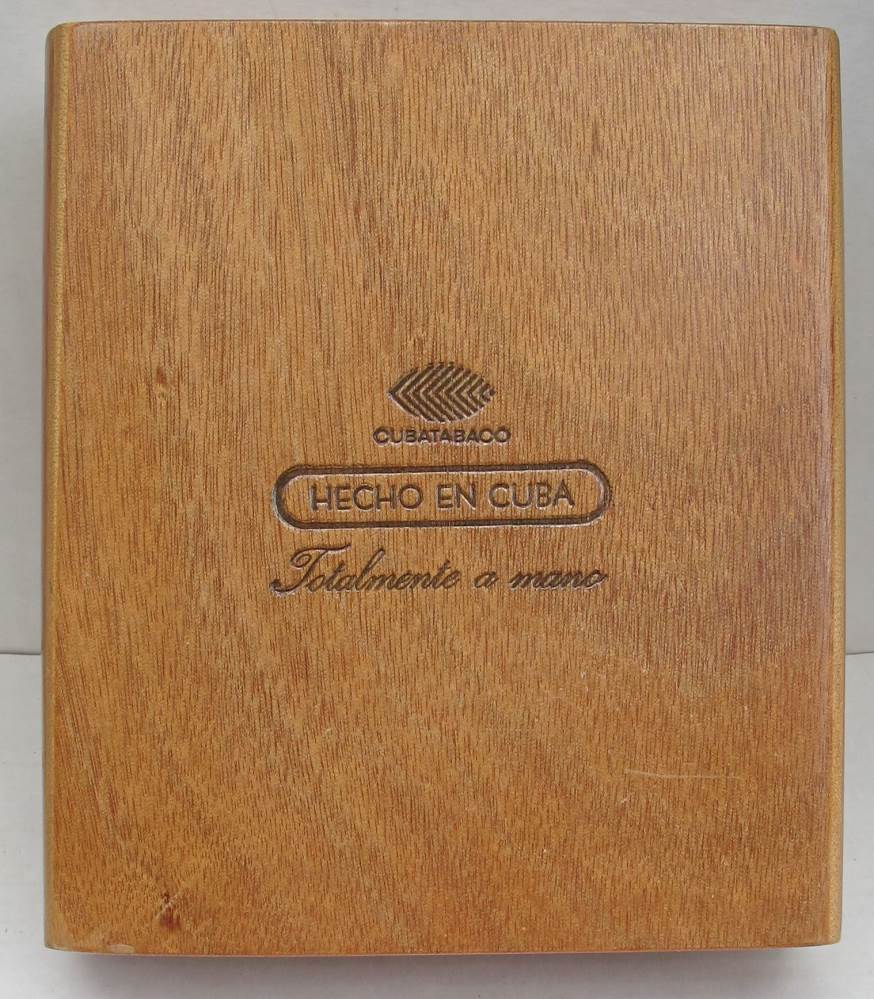 CUBATABACO
HECHO EN CUBA
Totalmente a mano